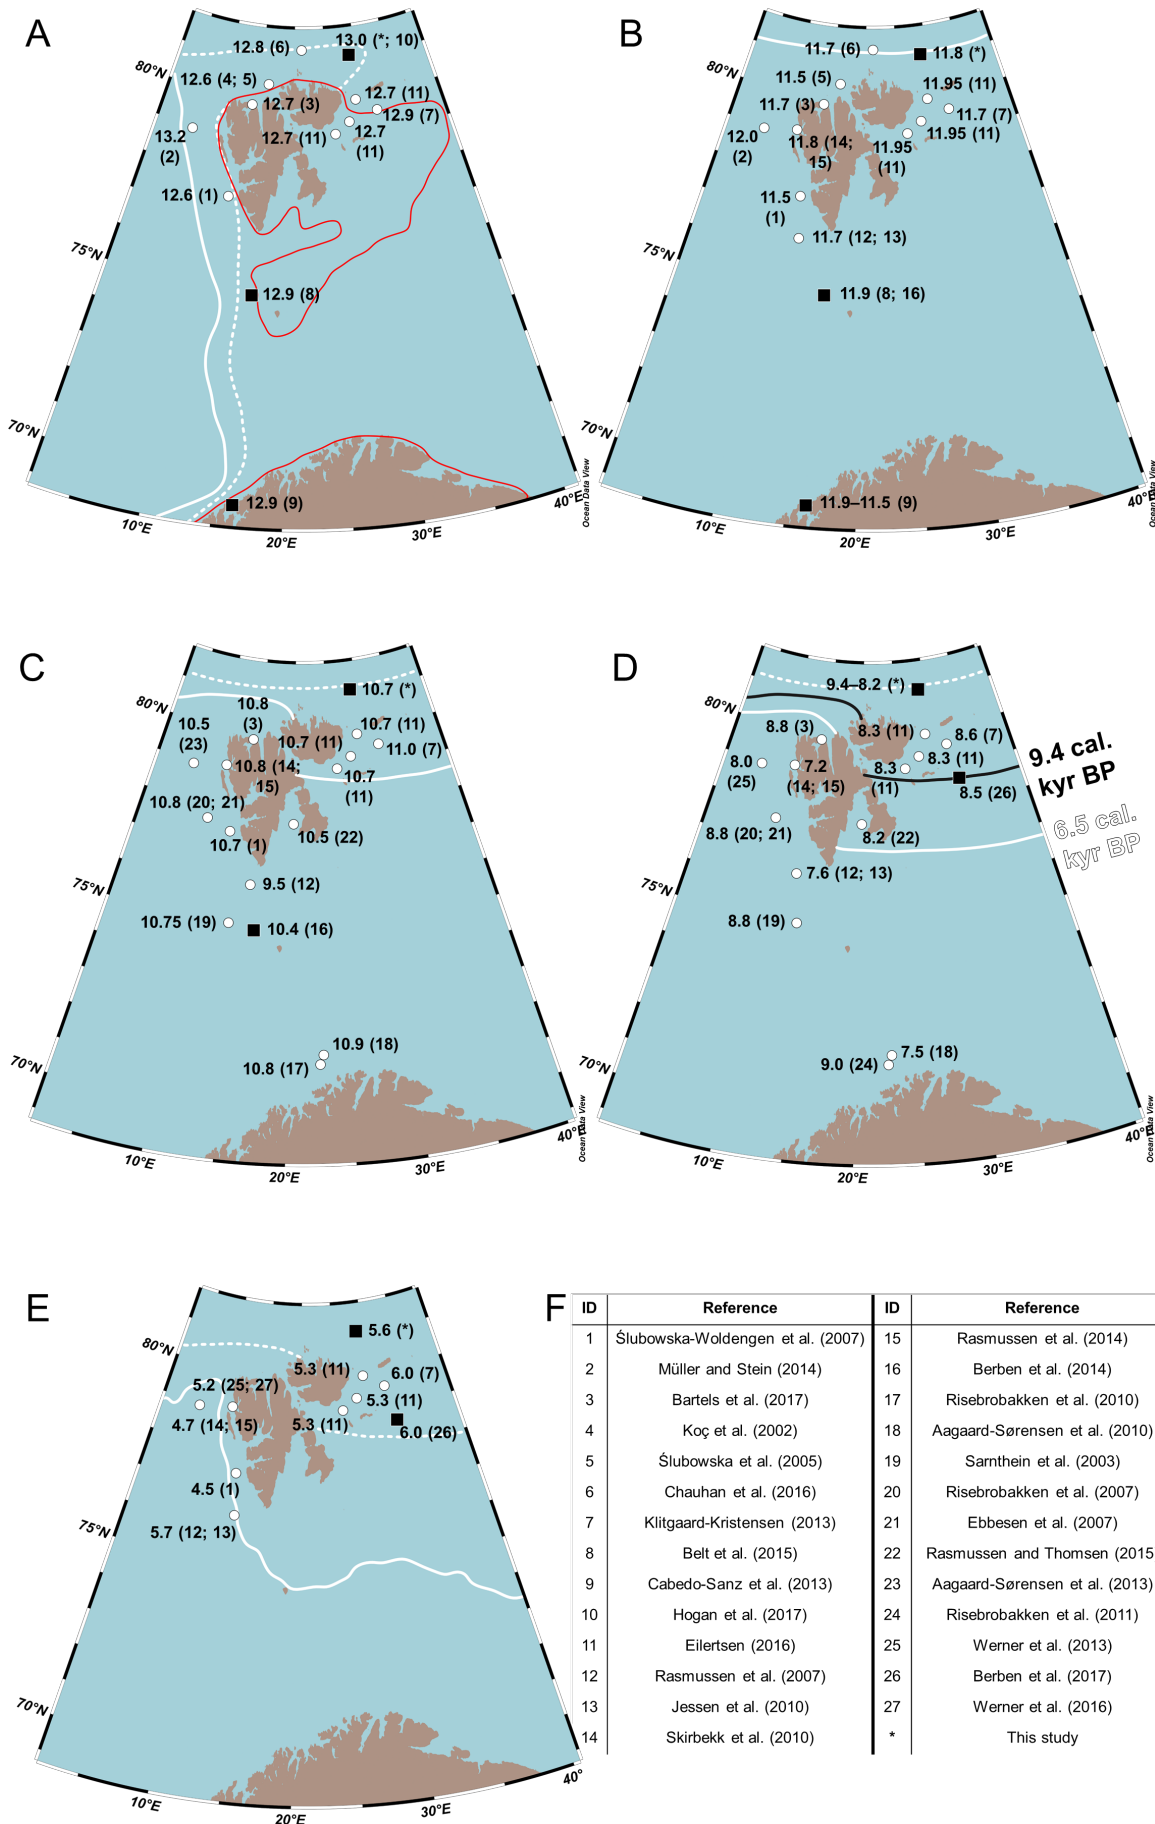 A
12.8 (6)
13.0 (*; 10)
80°N
12.6 (4; 5)
12.7 (3)
12.7 (11)
12.9 (7)
13.2
(2)
12.7 (11)
12.7
(11)
12.6 (1)
75°N
12.9 (8)
70°N
12.9 (9)
10°E
20°E
30°E
40°E
Ocean Data View
B
11.7 (6)
11.8 (*)
80°N
11.5 (5)
11.95 (11)
11.7 (3)
11.7 (7)
12.0
(2)
11.8 (14;
15)
11.95 (11)
11.95
(11)
11.5
(1)
11.7 (12; 13)
75°N
11.9 (8; 16)
70°N
11.9–11.5 (9)
10°E
20°E
30°E
40°E
Ocean Data View
C
10.7 (*)
80°N
10.8
(3)
10.5
(23)
10.7 (11)
10.7 (11)
11.0 (7)
10.8 (14;
15)
10.7
(11)
10.8 (20; 21)
10.7 (1)
10.5 (22)
9.5 (12)
75°N
10.75 (19)
10.4 (16)
10.9 (18)
10.8 (17)
70°N
10°E
20°E
30°E
40°E
Ocean Data View
D
9.4–8.2 (*)
80°N
8.8 (3)
8.3 (11)
8.6 (7)
8.0
(25)
7.2
(14; 15)
8.3
(11)
8.3 (11)
8.5 (26)
9.4 cal.
kyr BP
6.5 cal.
kyr BP
8.8 (20; 21)
8.2 (22)
7.6 (12; 13)
75°N
8.8 (19)
7.5 (18)
9.0 (24)
70°N
10°E
20°E
30°E
40°E
Ocean Data View
E
5.6 (*)
80°N
5.3 (11)
6.0 (7)
5.2 (25; 27)
5.3 (11)
4.7 (14; 15)
5.3 (11)
6.0 (26)
4.5 (1)
5.7 (12; 13)
75°N
70°N
10°E
20°E
30°E
40°
F
ID Reference ID Reference
1 Ślubowska-Woldengen et al. (2007) 15 Rasmussen et al. (2014)
2 Müller and Stein (2014) 16 Berben et al. (2014)
3 Bartels et al. (2017) 17 Risebrobakken et al. (2010)
4 Koç et al. (2002) 18 Aagaard-Sørensen et al. (2010)
5 Ślubowska et al. (2005) 19 Sarnthein et al. (2003)
6 Chauhan et al. (2016) 20 Risebrobakken et al. (2007)
7 Klitgaard-Kristensen (2013) 21 Ebbesen et al. (2007)
8 Belt et al. (2015) 22 Rasmussen and Thomsen (2015
9 Cabedo-Sanz et al. (2013) 23 Aagaard-Sørensen et al. (2013)
10 Hogan et al. (2017) 24 Risebrobakken et al. (2011)
11 Eilertsen (2016) 25 Werner et al. (2013)
12 Rasmussen et al. (2007) 26 Berben et al. (2017)
13 Jessen et al. (2010) 27 Werner et al. (2016)
14 Skirbekk et al. (2010) * This study